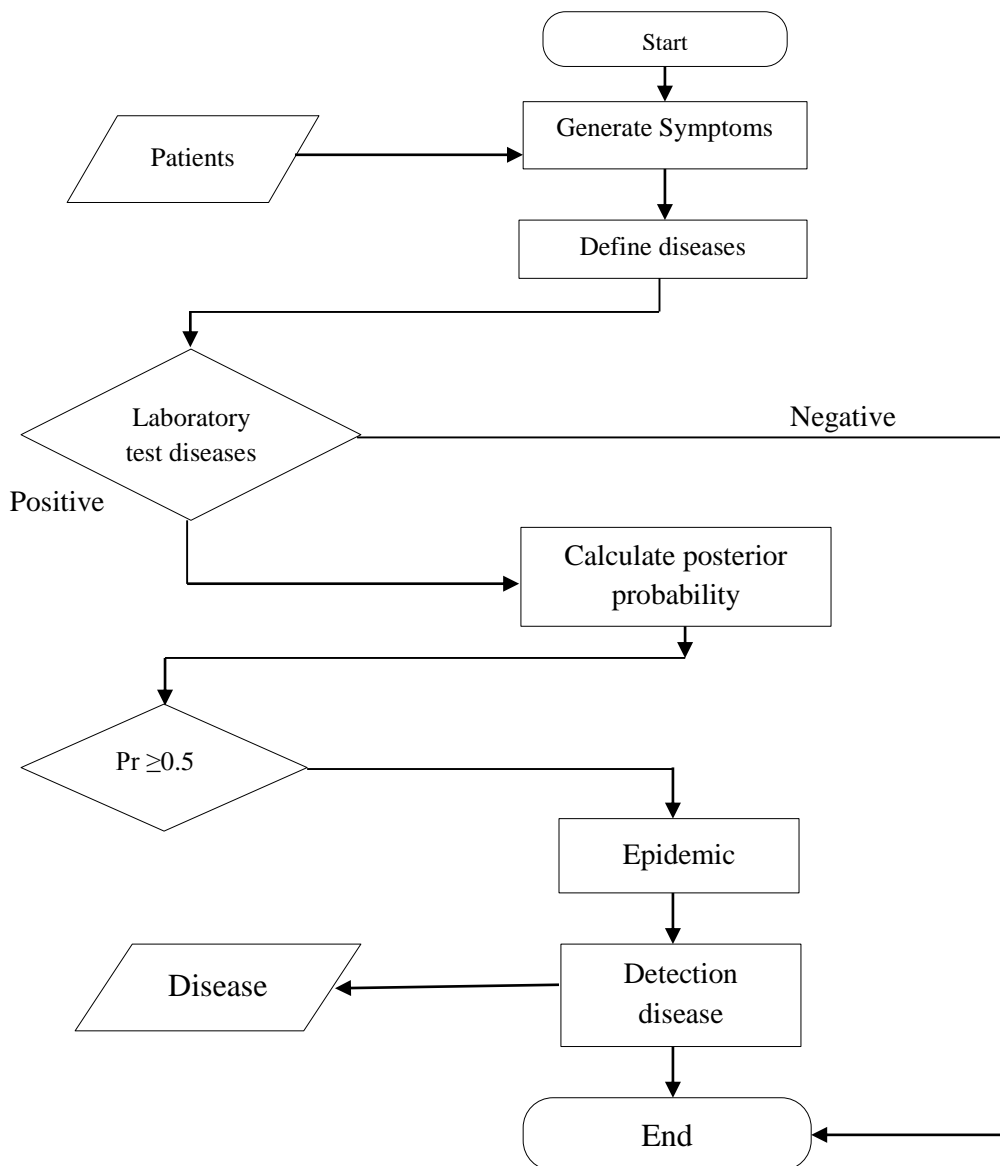 Start
Generate Symptoms
Patients
Define diseases
Laboratory
test diseases
Negative
Positive
Calculate posterior
probability
Pr ≥0.5
Epidemic
Disease
Detection
disease
End